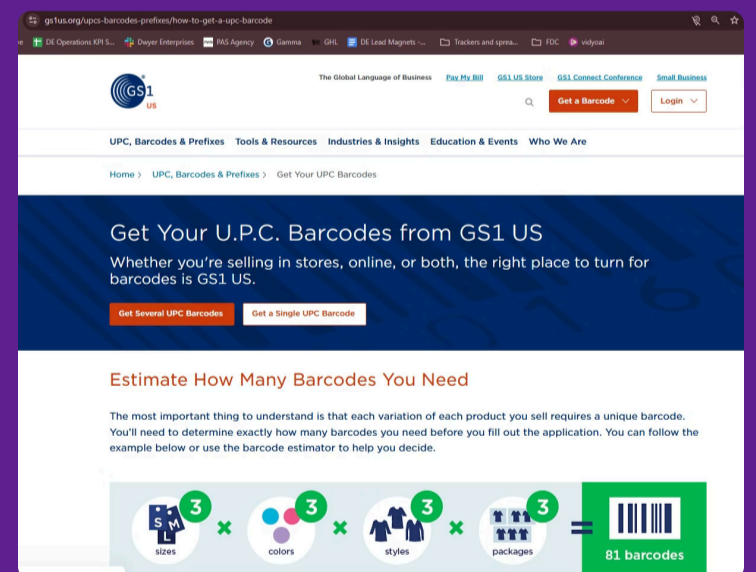 gs1us.org/upcs-barcodes-prefixes/how-to-get-a-upc-barcode
DE Operations KPI S... Dwyer Enterprises PAS Agency Gamma GHL DE Lead Magnets -... Trackers and sprea... FDC vidyoai
The Global Language of Business Pay My Bill GS1 US Store GS1 Connect Conference Small Business
GS1
US
Get a Barcode Login
UPC, Barcodes & Prefixes Tools & Resources Industries & Insights Education & Events Who We Are
Home > UPC, Barcodes & Prefixes > Get Your UPC Barcodes
Get Your U.P.C. Barcodes from GS1 US
Whether you're selling in stores, online, or both, the right place to turn for
barcodes is GS1 US.
Get Several UPC Barcodes Get a Single UPC Barcode
Estimate How Many Barcodes You Need
The most important thing to understand is that each variation of each product you sell requires a unique barcode.
You'll need to determine exactly how many barcodes you need before you fill out the application. You can follow the
example below or use the barcode estimator to help you decide.
3 3 3 3
S M L
sizes colors styles packages
81 barcodes